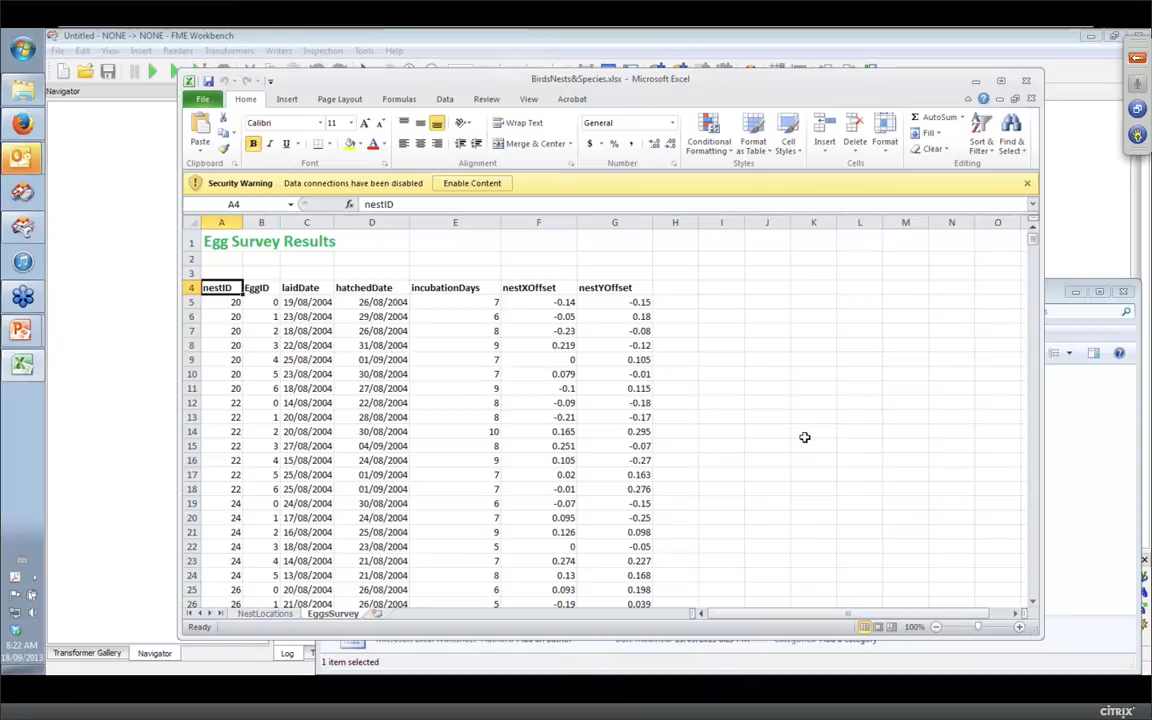 Untitled - NONE -> NONE - FME Workbench
File Edit View Insert Readers Transformers Writers Inspection Tools Help
Navigator
BirdsNests&Species.xlsx - Microsoft Excel
File Home Insert Page Layout Formulas Data Review View Acrobat
Paste
Calibri 11
B I U
Wrap Text
Merge & Center
General
$ % ,
Conditional Formatting
Format as Table
Cell Styles
Insert Delete Format
AutoSum
Fill
Clear
Sort & Filter
Find & Select
Clipboard Font Alignment Number Styles Cells Editing
Security Warning Data connections have been disabled Enable Content
A4 fx nestID
A B C D E F G H I J K L M N O
1 Egg Survey Results
2
3
4 nestID EggID laidDate hatchedDate incubationDays nestXOffset nestYOffset
5 20 0 19/08/2004 26/08/2004 7 -0.14 -0.15
6 20 1 23/08/2004 29/08/2004 6 -0.05 0.18
7 20 2 18/08/2004 26/08/2004 8 -0.23 -0.08
8 20 3 22/08/2004 31/08/2004 9 0.219 -0.12
9 20 4 25/08/2004 01/09/2004 7 0 0.105
10 20 5 23/08/2004 30/08/2004 7 0.079 -0.01
11 20 6 18/08/2004 27/08/2004 9 -0.1 0.115
12 22 0 14/08/2004 22/08/2004 8 -0.09 -0.18
13 22 1 20/08/2004 28/08/2004 8 -0.21 -0.17
14 22 2 20/08/2004 30/08/2004 10 0.165 0.295
15 22 3 27/08/2004 04/09/2004 8 0.251 -0.07
16 22 4 15/08/2004 24/08/2004 9 0.105 -0.27
17 22 5 25/08/2004 01/09/2004 7 0.02 0.163
18 22 6 25/08/2004 01/09/2004 7 -0.01 0.276
19 24 0 24/08/2004 30/08/2004 6 -0.07 -0.15
20 24 1 17/08/2004 24/08/2004 7 0.095 -0.25
21 24 2 16/08/2004 25/08/2004 9 0.126 0.098
22 24 3 18/08/2004 23/08/2004 5 0 -0.05
23 24 4 14/08/2004 21/08/2004 7 0.274 0.227
24 24 5 13/08/2004 21/08/2004 8 0.13 0.168
25 26 0 20/08/2004 26/08/2004 6 0.093 0.198
26 26 1 21/08/2004 26/08/2004 5 -0.19 0.039
NestLocations EggsSurvey
Ready 100%
8:22 AM
18/09/2013
Transformer Gallery Navigator Log
1 item selected
CITRIX